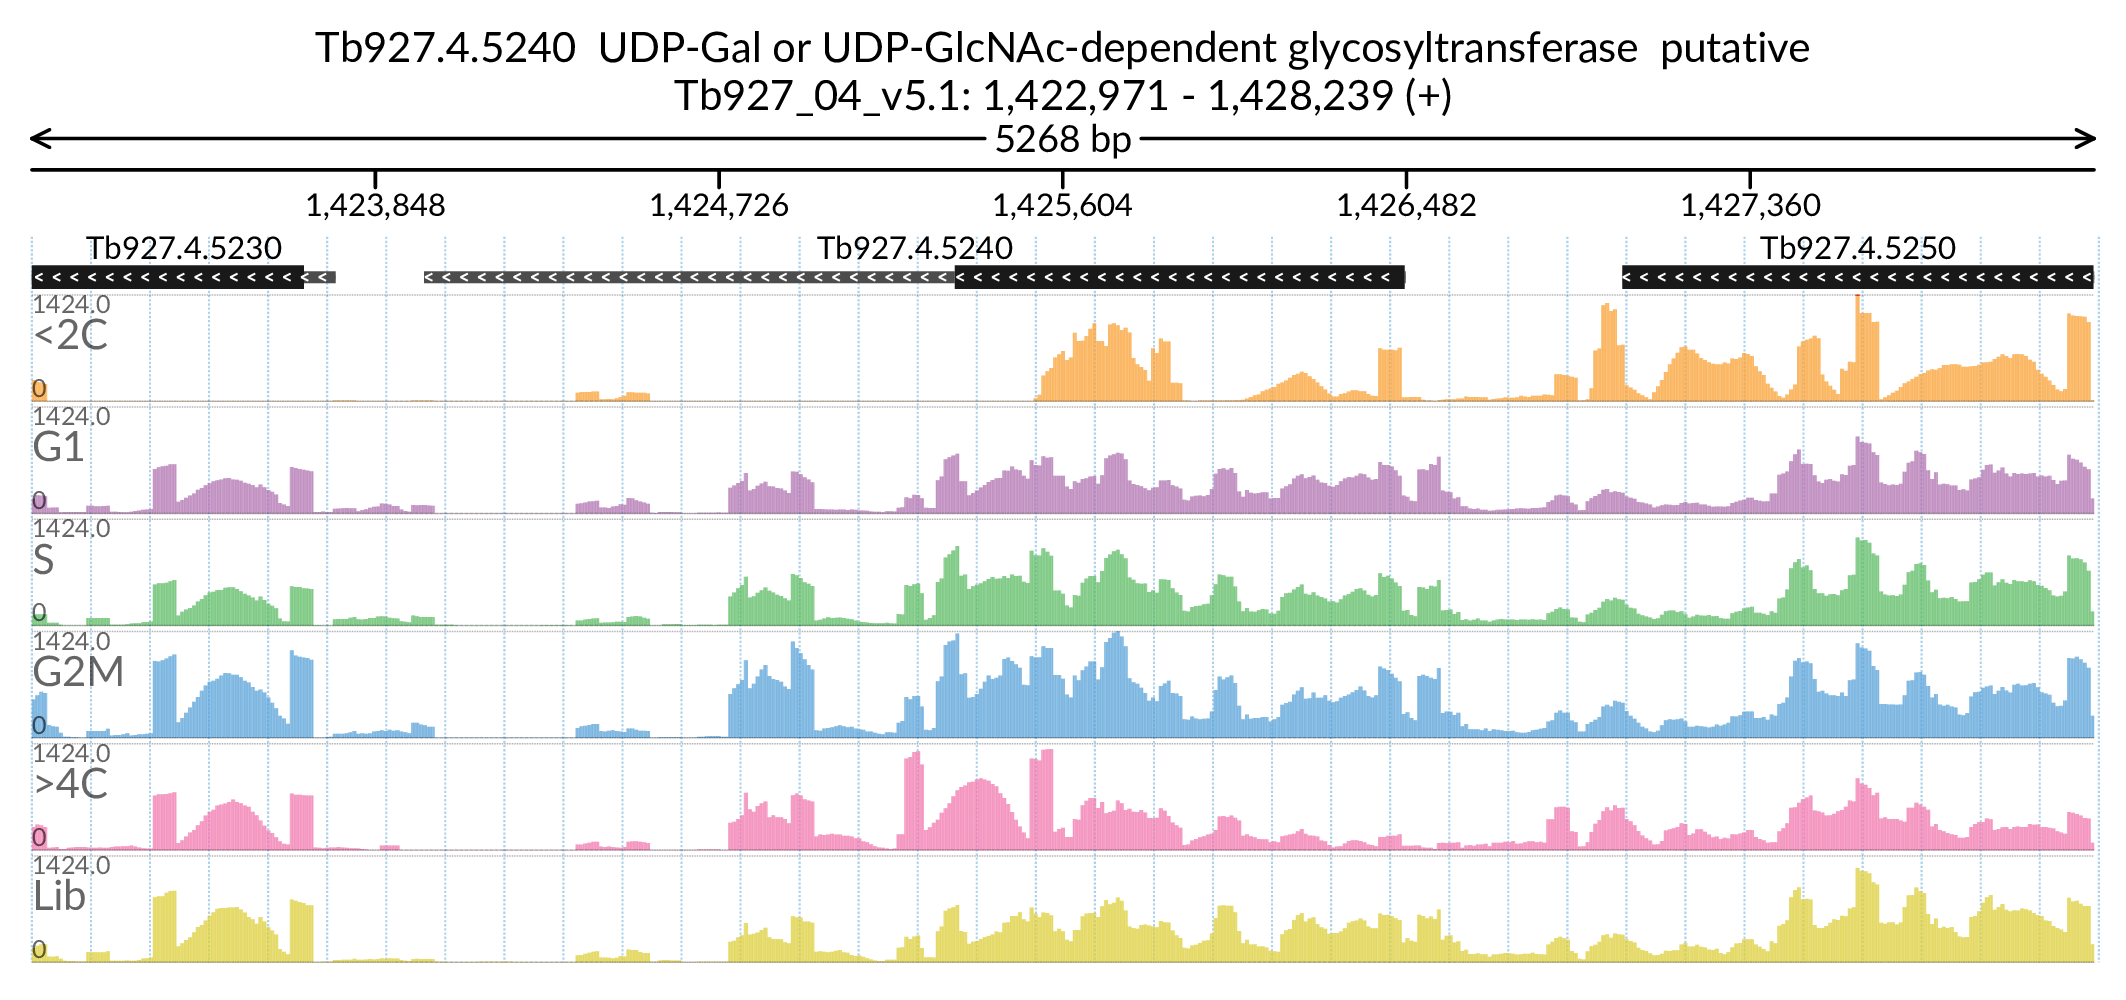 Tb927.4.5240  UDP-Gal or UDP-GlcNAc-dependent glycosyltransferase  putative
Tb927_04_v5.1: 1,422,971 - 1,428,239 (+)
5268 bp
1,423,848 1,424,726 1,425,604 1,426,482 1,427,360
Tb927.4.5230 Tb927.4.5240 Tb927.4.5250
1424.0
<2C
0
1424.0
G1
0
1424.0
S
0
1424.0
G2M
0
1424.0
>4C
0
1424.0
Lib
0